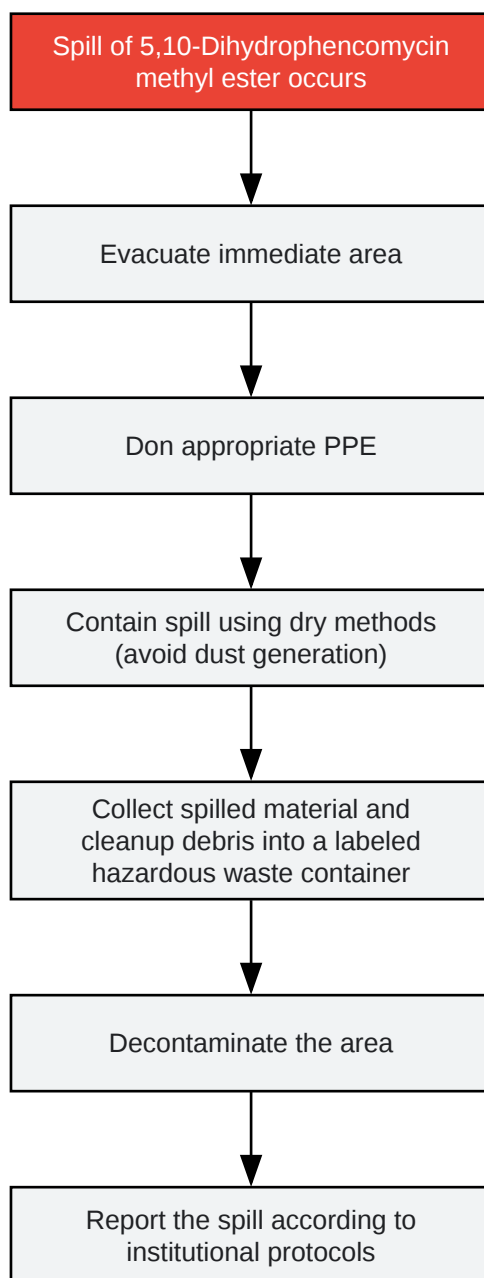 Spill of 5,10-Dihydrophencomycin
methyl ester occurs
Evacuate immediate area
Don appropriate PPE
Contain spill using dry methods
(avoid dust generation)
Collect spilled material and
cleanup debris into a labeled
hazardous waste container
Decontaminate the area
Report the spill according to
institutional protocols